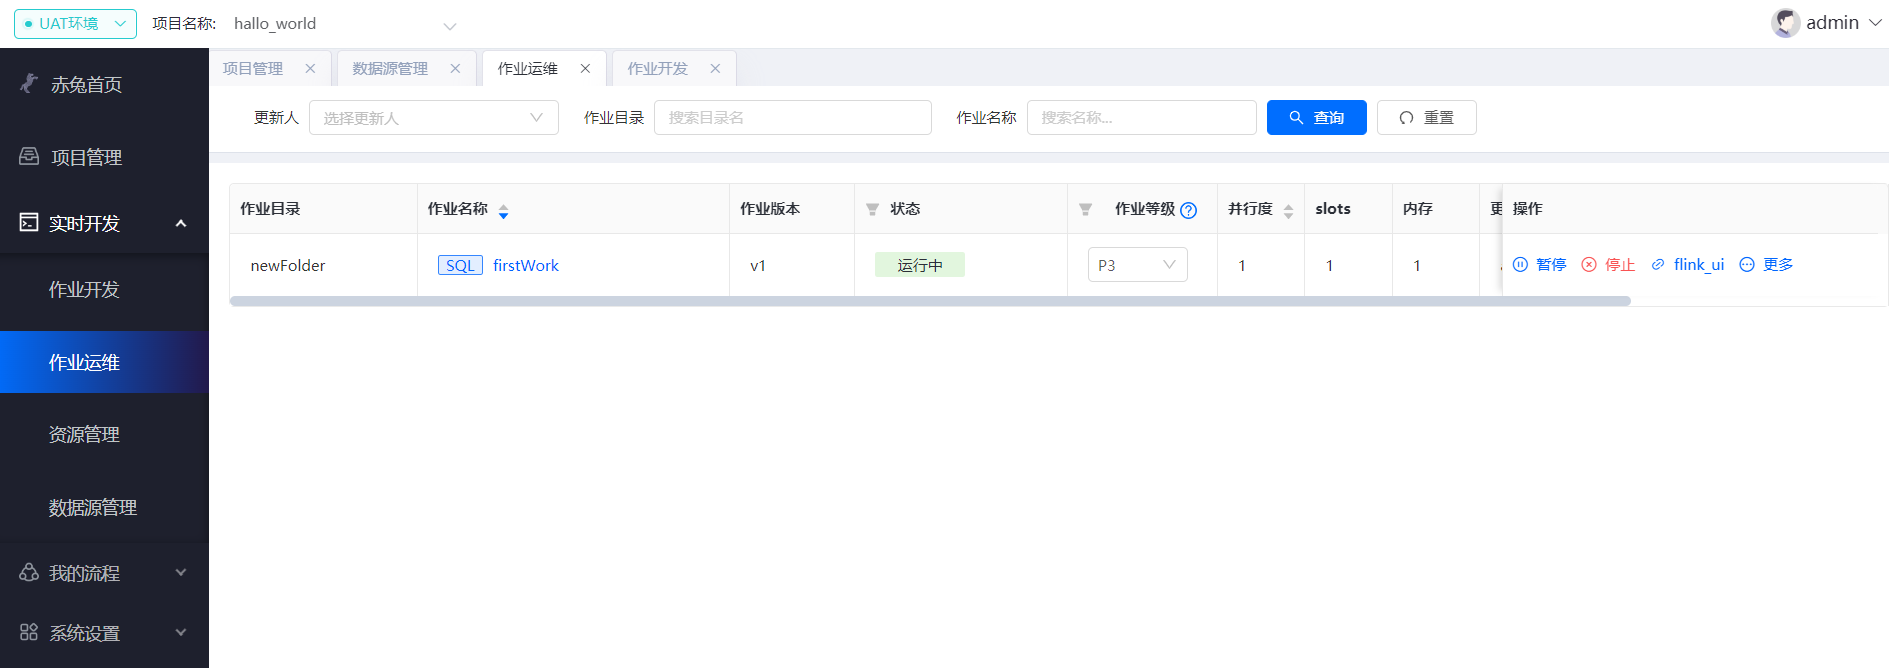 UAT环境 项目名称: hallo_world admin
赤兔首页
项目管理
实时开发
作业开发
作业运维
资源管理
数据源管理
我的流程
系统设置
项目管理 数据源管理 作业运维 作业开发
更新人 选择更新人 作业目录 搜索目录名 作业名称 搜索名称... 查询 重置
作业目录 作业名称 作业版本 状态 作业等级 并行度 slots 内存 更 操作
newFolder SQL firstWork v1 运行中 P3 1 1 1 暂停 停止 flink_ui 更多